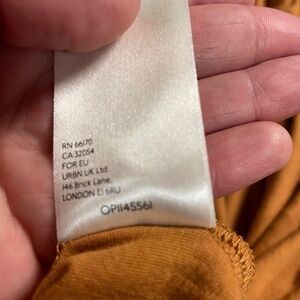 RN 66170
CA 32054
FOR EU
URBN UK Ltd
146 Brick Lane,
LONDON E1 6RU
OP1145561